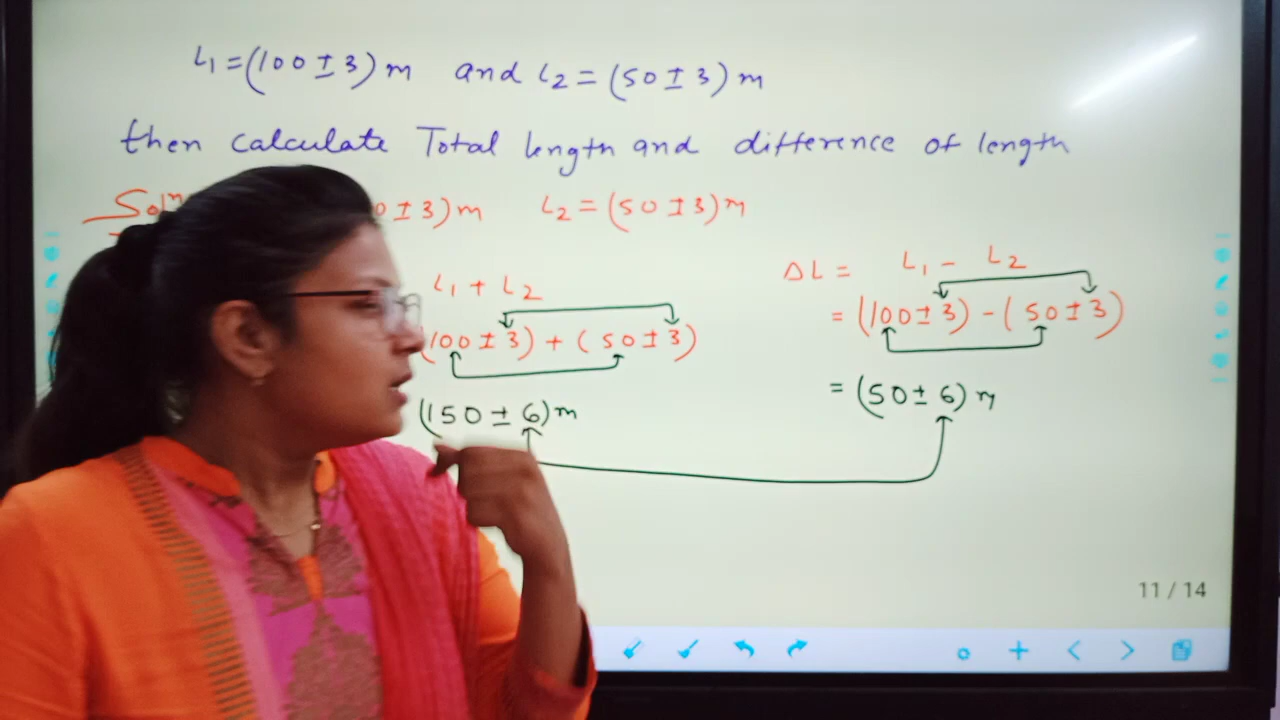 L₁ = (100 ± 3) m and L₂ = (50 ± 3) m
then calculate Total length and difference of length
Solⁿ 0 ± 3) m L₂ = (50 ± 3) m
L₁ + L₂
(100 ± 3) + (50 ± 3)
(150 ± 6) m
ΔL = L₁ - L₂
= (100 ± 3) - (50 ± 3)
= (50 ± 6) m
11 / 14